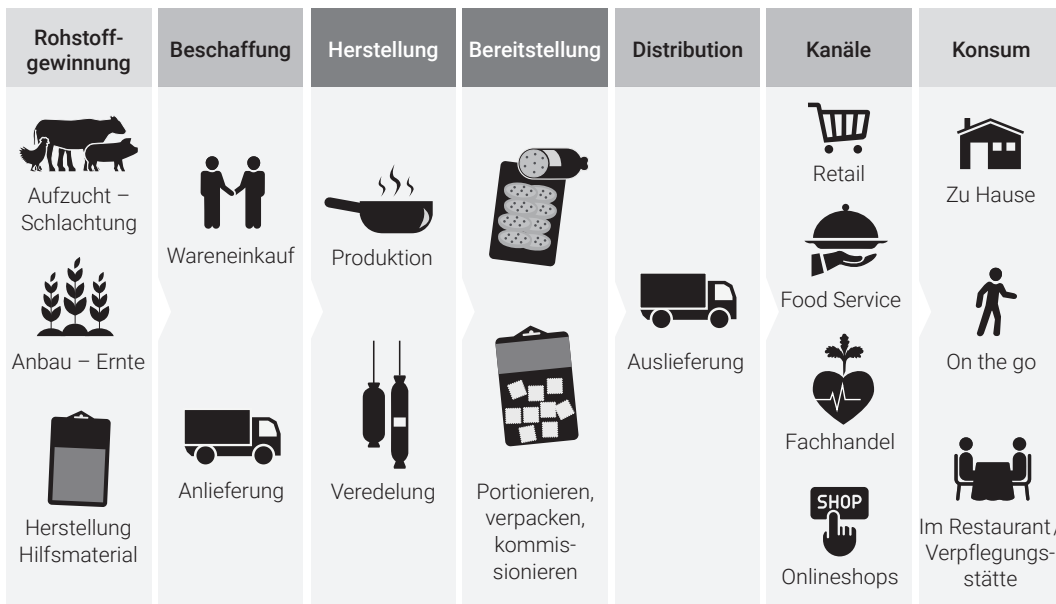 Rohstoff-
gewinnung
Aufzucht –
Schlachtung
Anbau – Ernte
Herstellung
Hilfsmaterial
Beschaffung
Wareneinkauf
Anlieferung
Herstellung
Produktion
Veredelung
Bereitstellung
Portionieren,
verpacken,
kommis-
sionieren
Distribution
Auslieferung
Kanäle
Retail
Food Service
Fachhandel
SHOP
Onlineshops
Konsum
Zu Hause
On the go
Im Restaurant/
Verpflegungs-
stätte